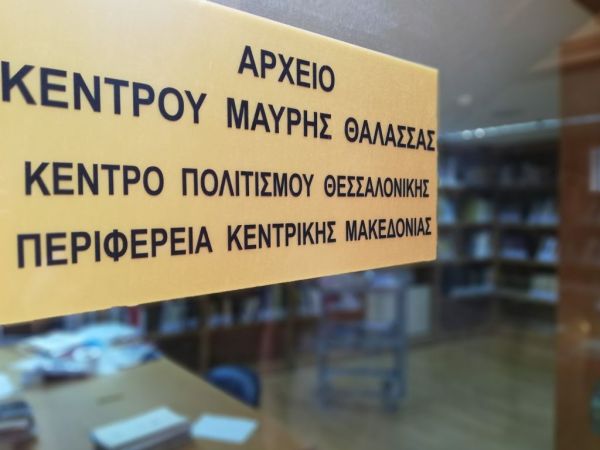 ΑΡΧΕΙΟ
ΚΕΝΤΡΟΥ ΜΑΥΡΗΣ ΘΑΛΑΣΣΑΣ
ΚΕΝΤΡΟ ΠΟΛΙΤΙΣΜΟΥ ΘΕΣΣΑΛΟΝΙΚΗΣ
ΠΕΡΙΦΕΡΕΙΑ ΚΕΝΤΡΙΚΗΣ ΜΑΚΕΔΟΝΙΑΣ